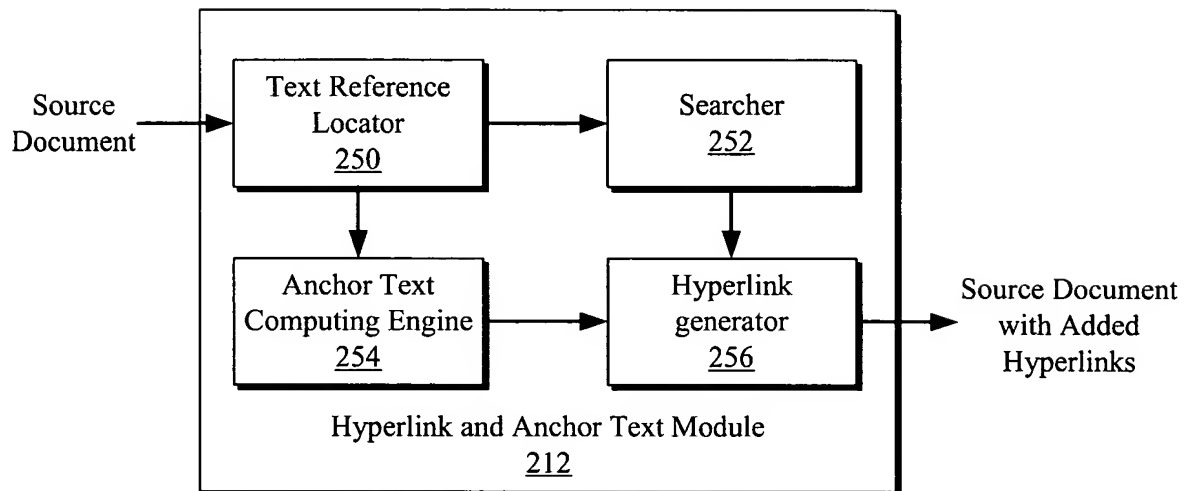 Source
Document
Text Reference
Locator
250
Searcher
252
Anchor Text
Computing Engine
254
Hyperlink
generator
256
Source Document
with Added
Hyperlinks
Hyperlink and Anchor Text Module
212